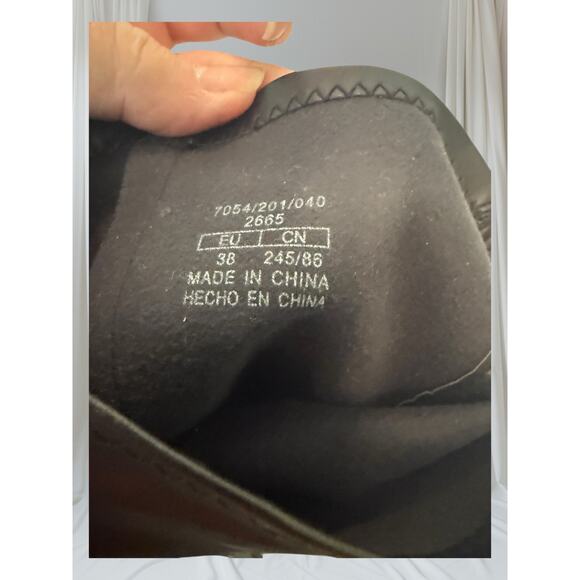 7054/201/040
2665
EU CN
38 245/86
MADE IN CHINA
HECHO EN CHINA